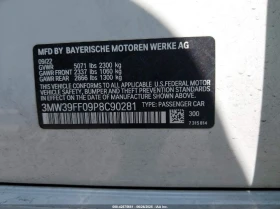 MFD BY BAYERISCHE MOTOREN WERKE AG
09/22
GVWR 5071 lbs 2300 kg
GAWR FRONT 2337 lbs 1060 kg
GAWR REAR 2866 lbs 1300 kg
THIS VEHICLE CONFORMS TO ALL APPLICABLE U.S. FEDERAL
MOTOR VEHICLE SAFETY, BUMPER, AND THEFT PREVENTION
STANDARDS IN EFFECT ON THE DATE OF MANUFACTURE
SHOWN ABOVE.
3MW39FF09P8C90281
TYPE: PASSENGER CAR
300